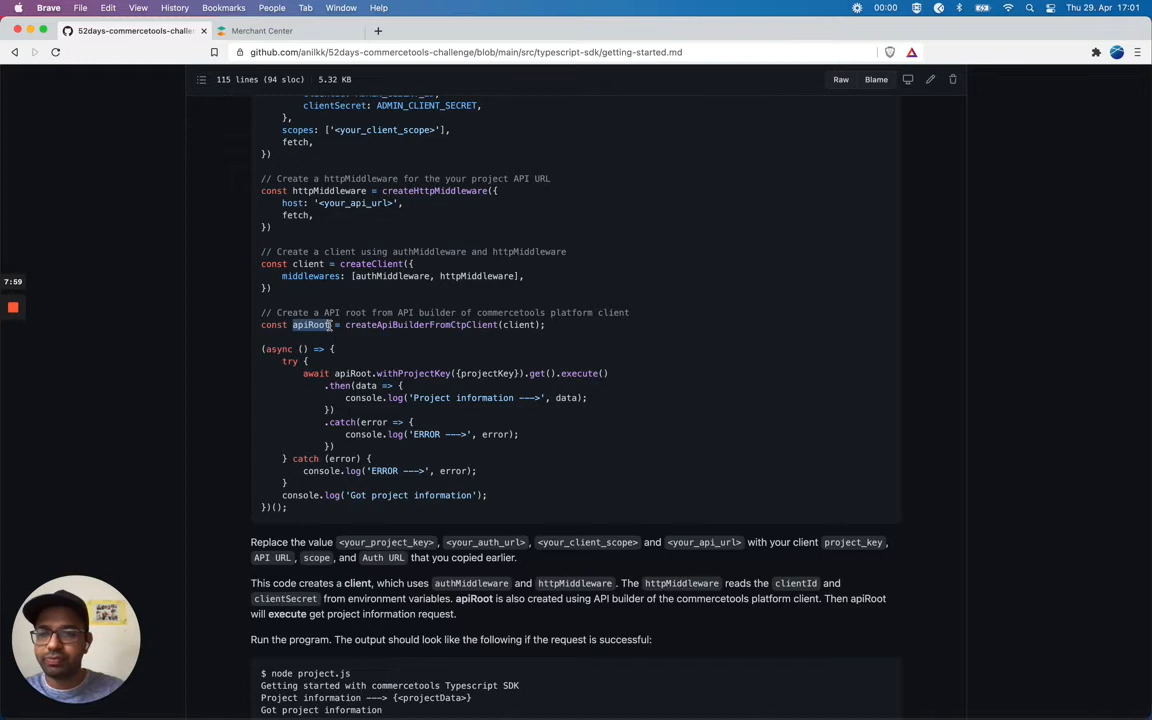 Brave File Edit View History Bookmarks People Tab Window Help 00:00 Thu 29. Apr 17:01
52days-commercetools-challe × Merchant Center
github.com/anilkk/52days-commercetools-challenge/blob/main/src/typescript-sdk/getting-started.md
115 lines (94 sloc) 5.32 KB Raw Blame
clientSecret: ADMIN_CLIENT_SECRET,
},
scopes: ['<your_client_scope>'],
fetch,
})
// Create a httpMiddleware for the your project API URL
const httpMiddleware = createHttpMiddleware({
host: '<your_api_url>',
fetch,
})
// Create a client using authMiddleware and httpMiddleware
const client = createClient({
middlewares: [authMiddleware, httpMiddleware],
})
7:59
// Create a API root from API builder of commercetools platform client
const apiRoot = createApiBuilderFromCtpClient(client);
(async () => {
try {
await apiRoot.withProjectKey({projectKey}).get().execute()
.then(data => {
console.log('Project information --->', data);
})
.catch(error => {
console.log('ERROR --->', error);
})
} catch (error) {
console.log('ERROR --->', error);
}
console.log('Got project information');
})();
Replace the value <your_project_key>, <your_auth_url>, <your_client_scope> and <your_api_url> with your client project_key,
API URL, scope, and Auth URL that you copied earlier.
This code creates a client, which uses authMiddleware and httpMiddleware. The httpMiddleware reads the clientId and
clientSecret from environment variables. apiRoot is also created using API builder of the commercetools platform client. Then apiRoot
will execute get project information request.
Run the program. The output should look like the following if the request is successful:
$ node project.js
Getting started with commercetools Typescript SDK
Project information ---> {<projectData>}
Got project information